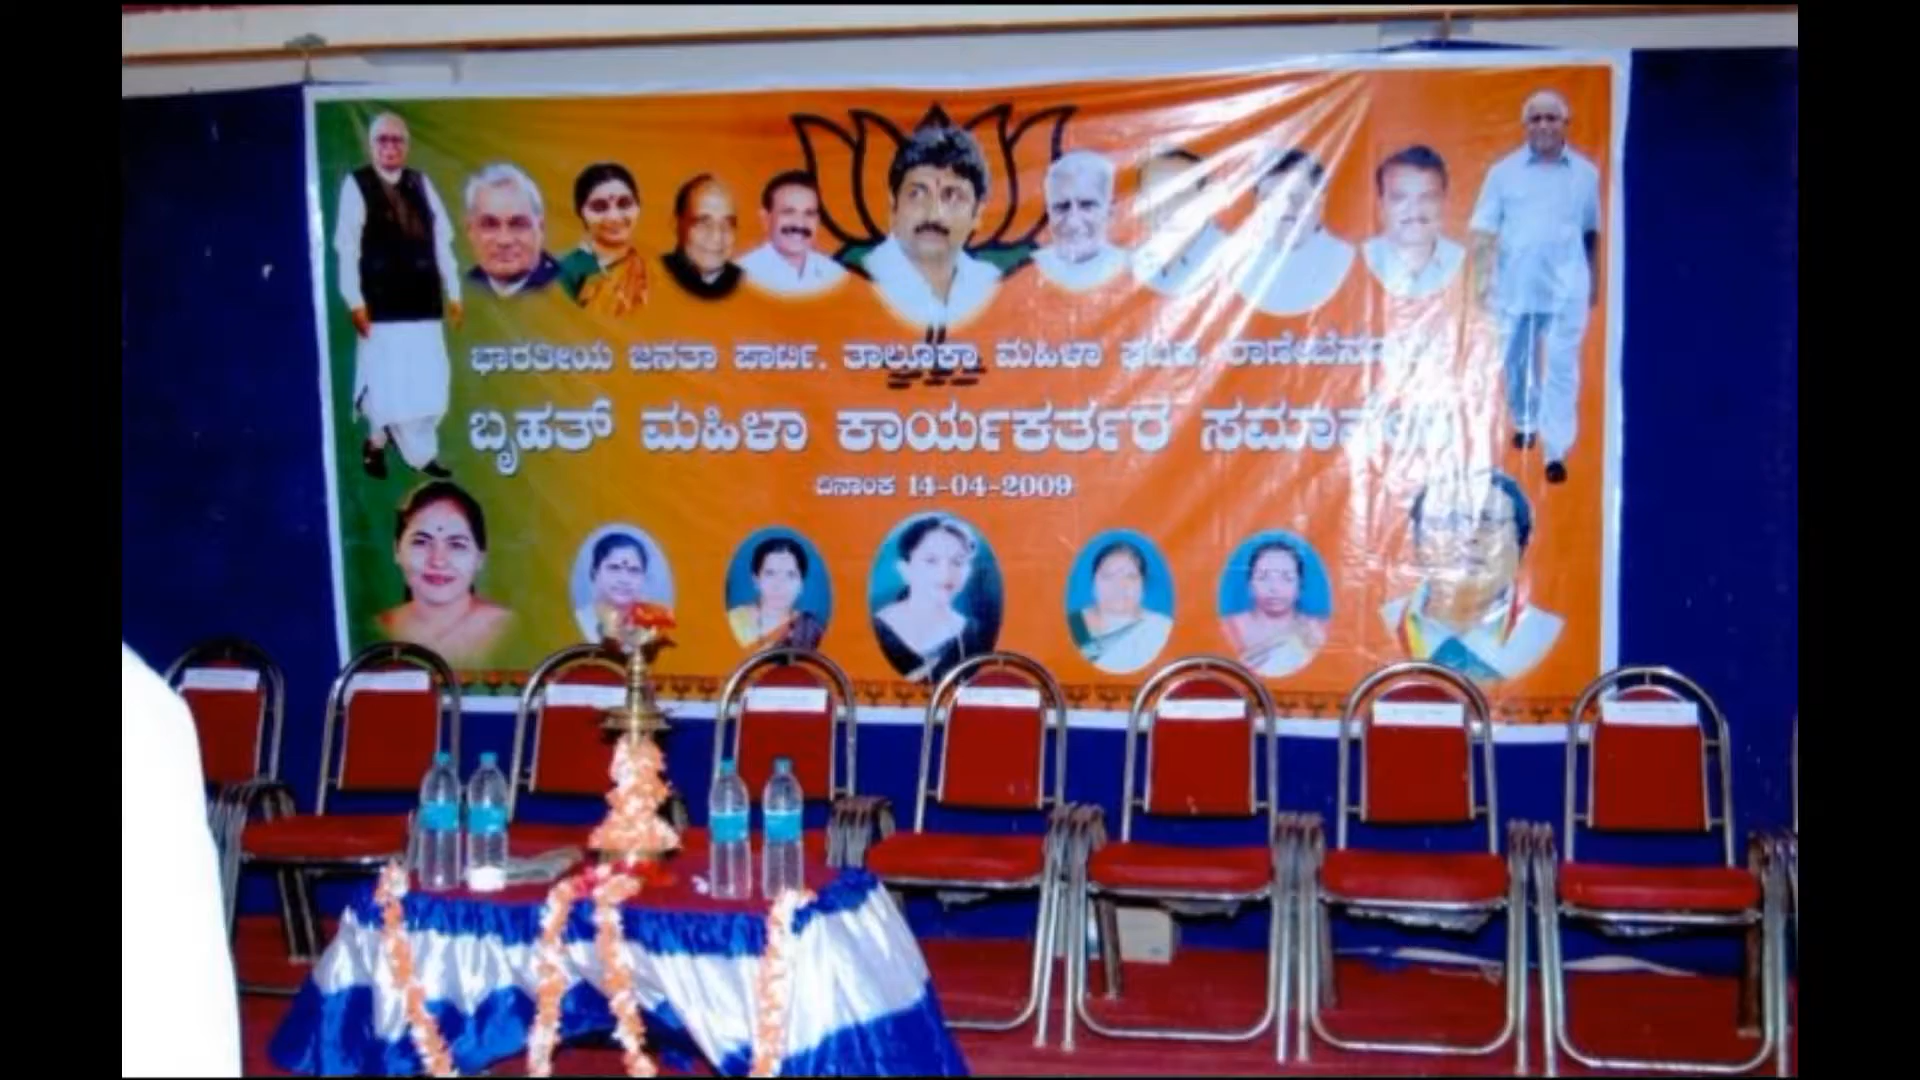 ಭಾರತೀಯ ಜನತಾ ಪಾರ್ಟಿ. ತಾಲ್ಲೂಕಾ ಮಹಿಳಾ ಘಟಕ.
ಬೃಹತ್ ಮಹಿಳಾ ಕಾರ್ಯಕರ್ತರ
ದಿನಾಂಕ 14-04-2009